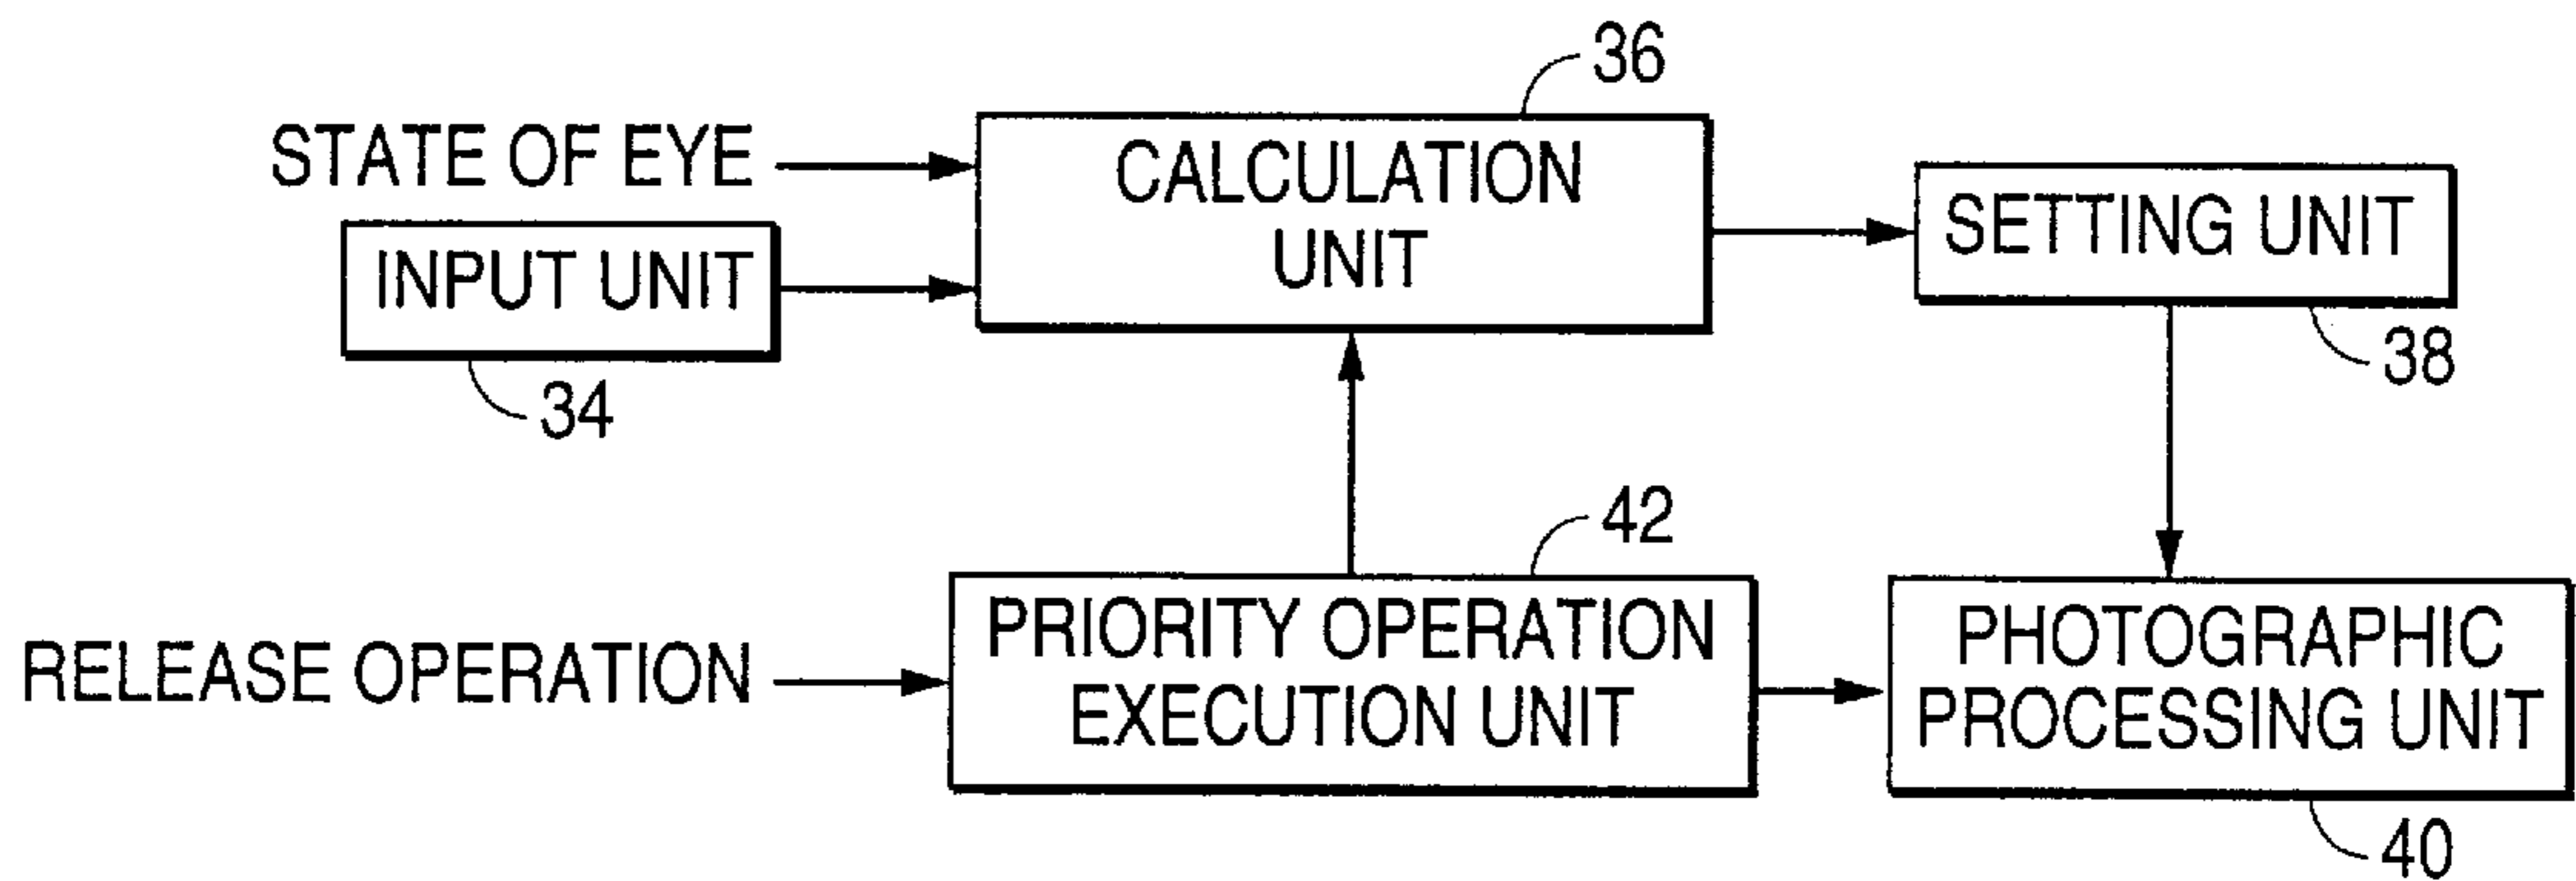 36
STATE OF EYE
CALCULATION
UNIT
SETTING UNIT
INPUT UNIT
38
34
42
PRIORITY OPERATION
EXECUTION UNIT
PHOTOGRAPHIC
PROCESSING UNIT
RELEASE OPERATION
40